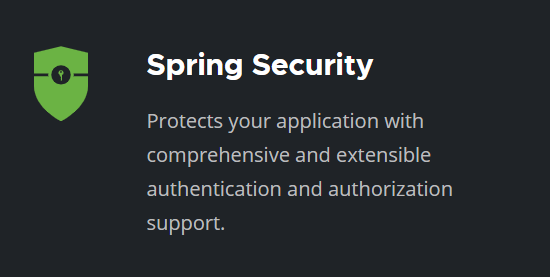 Spring Security
Protects your application with
comprehensive and extensible
authentication and authorization
support.